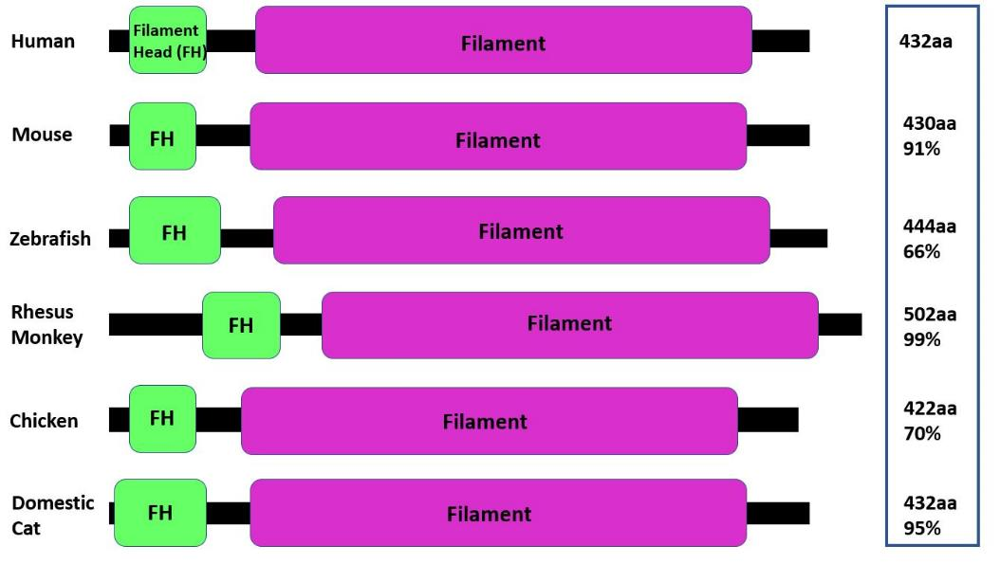 Human
Filament
Head (FH)
Filament
432aa
Mouse
FH
Filament
430aa
91%
Zebrafish
FH
Filament
444aa
66%
Rhesus
Monkey
FH
Filament
502aa
99%
Chicken
FH
Filament
422aa
70%
Domestic
Cat
FH
Filament
432aa
95%